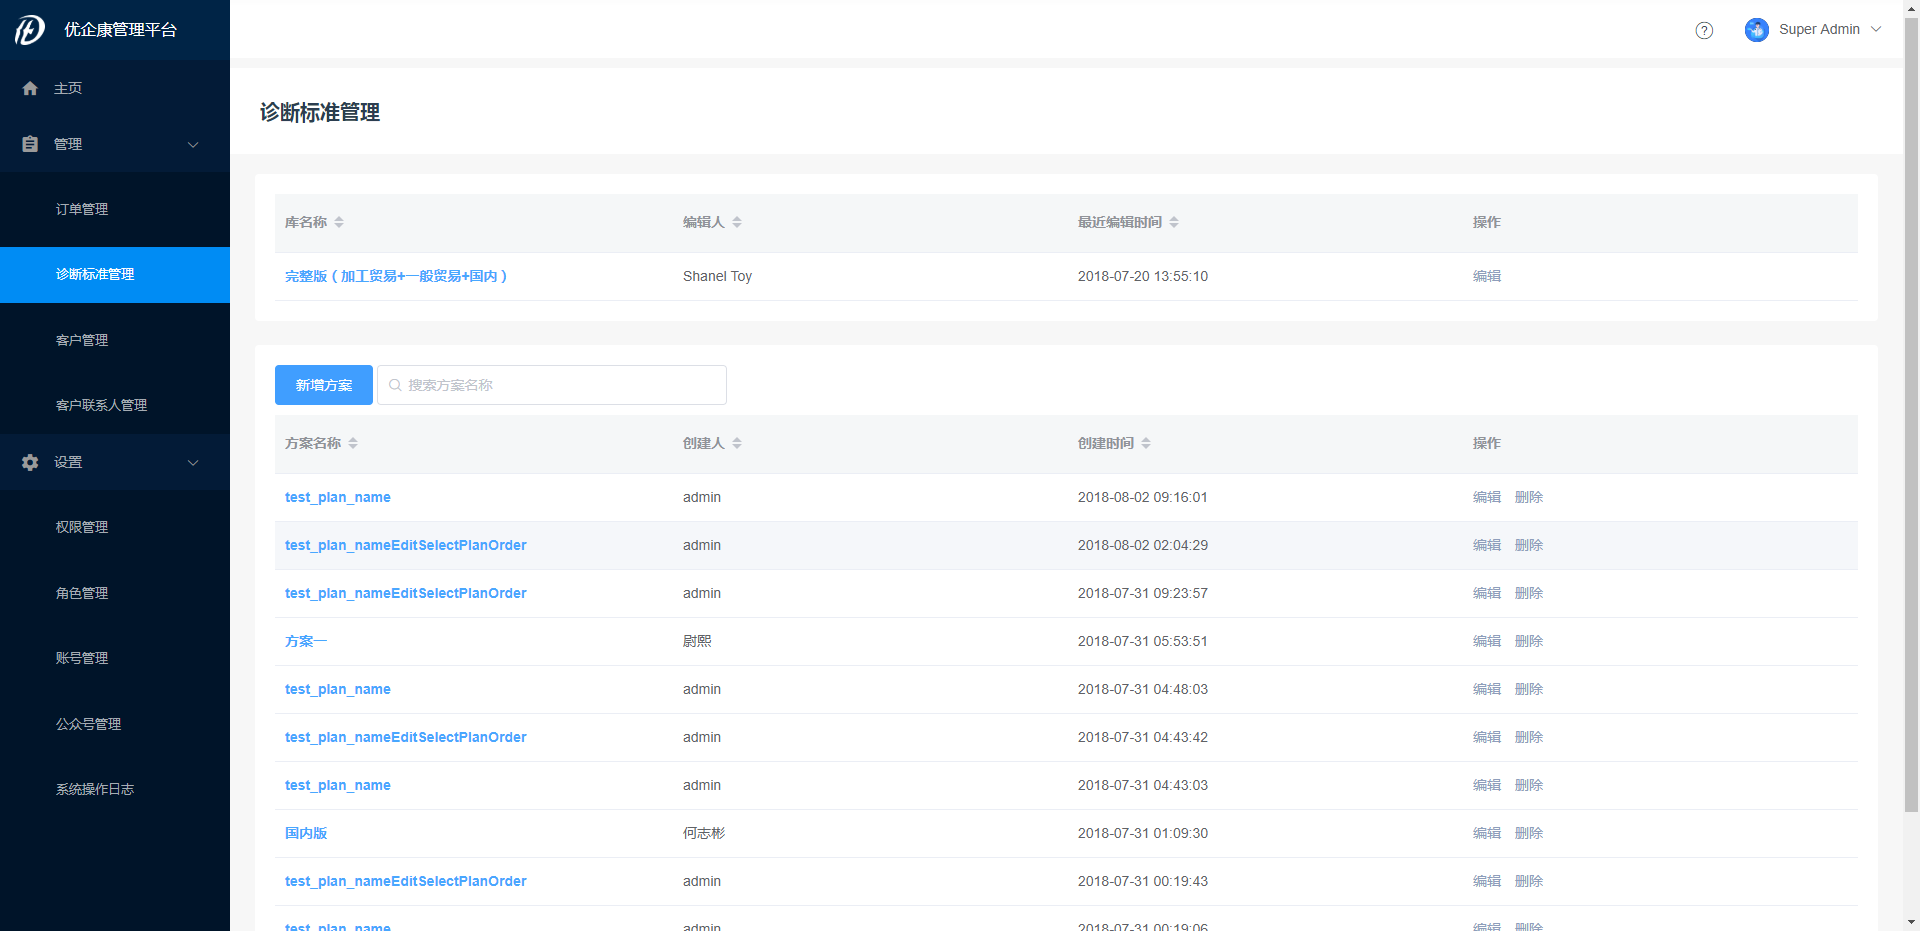 优企康管理平台
Super Admin
主页
管理
订单管理
诊断标准管理
客户管理
客户联系人管理
设置
权限管理
角色管理
账号管理
公众号管理
系统操作日志
诊断标准管理
库名称 编辑人 最近编辑时间 操作
完整版（加工贸易+一般贸易+国内） Shanel Toy 2018-07-20 13:55:10 编辑
新增方案 搜索方案名称
方案名称 创建人 创建时间 操作
test_plan_name admin 2018-08-02 09:16:01 编辑 删除
test_plan_nameEditSelectPlanOrder admin 2018-08-02 02:04:29 编辑 删除
test_plan_nameEditSelectPlanOrder admin 2018-07-31 09:23:57 编辑 删除
方案一 尉熙 2018-07-31 05:53:51 编辑 删除
test_plan_name admin 2018-07-31 04:48:03 编辑 删除
test_plan_nameEditSelectPlanOrder admin 2018-07-31 04:43:42 编辑 删除
test_plan_name admin 2018-07-31 04:43:03 编辑 删除
国内版 何志彬 2018-07-31 01:09:30 编辑 删除
test_plan_nameEditSelectPlanOrder admin 2018-07-31 00:19:43 编辑 删除
test_plan_name admin 2018-07-31 00:19:06 编辑 删除